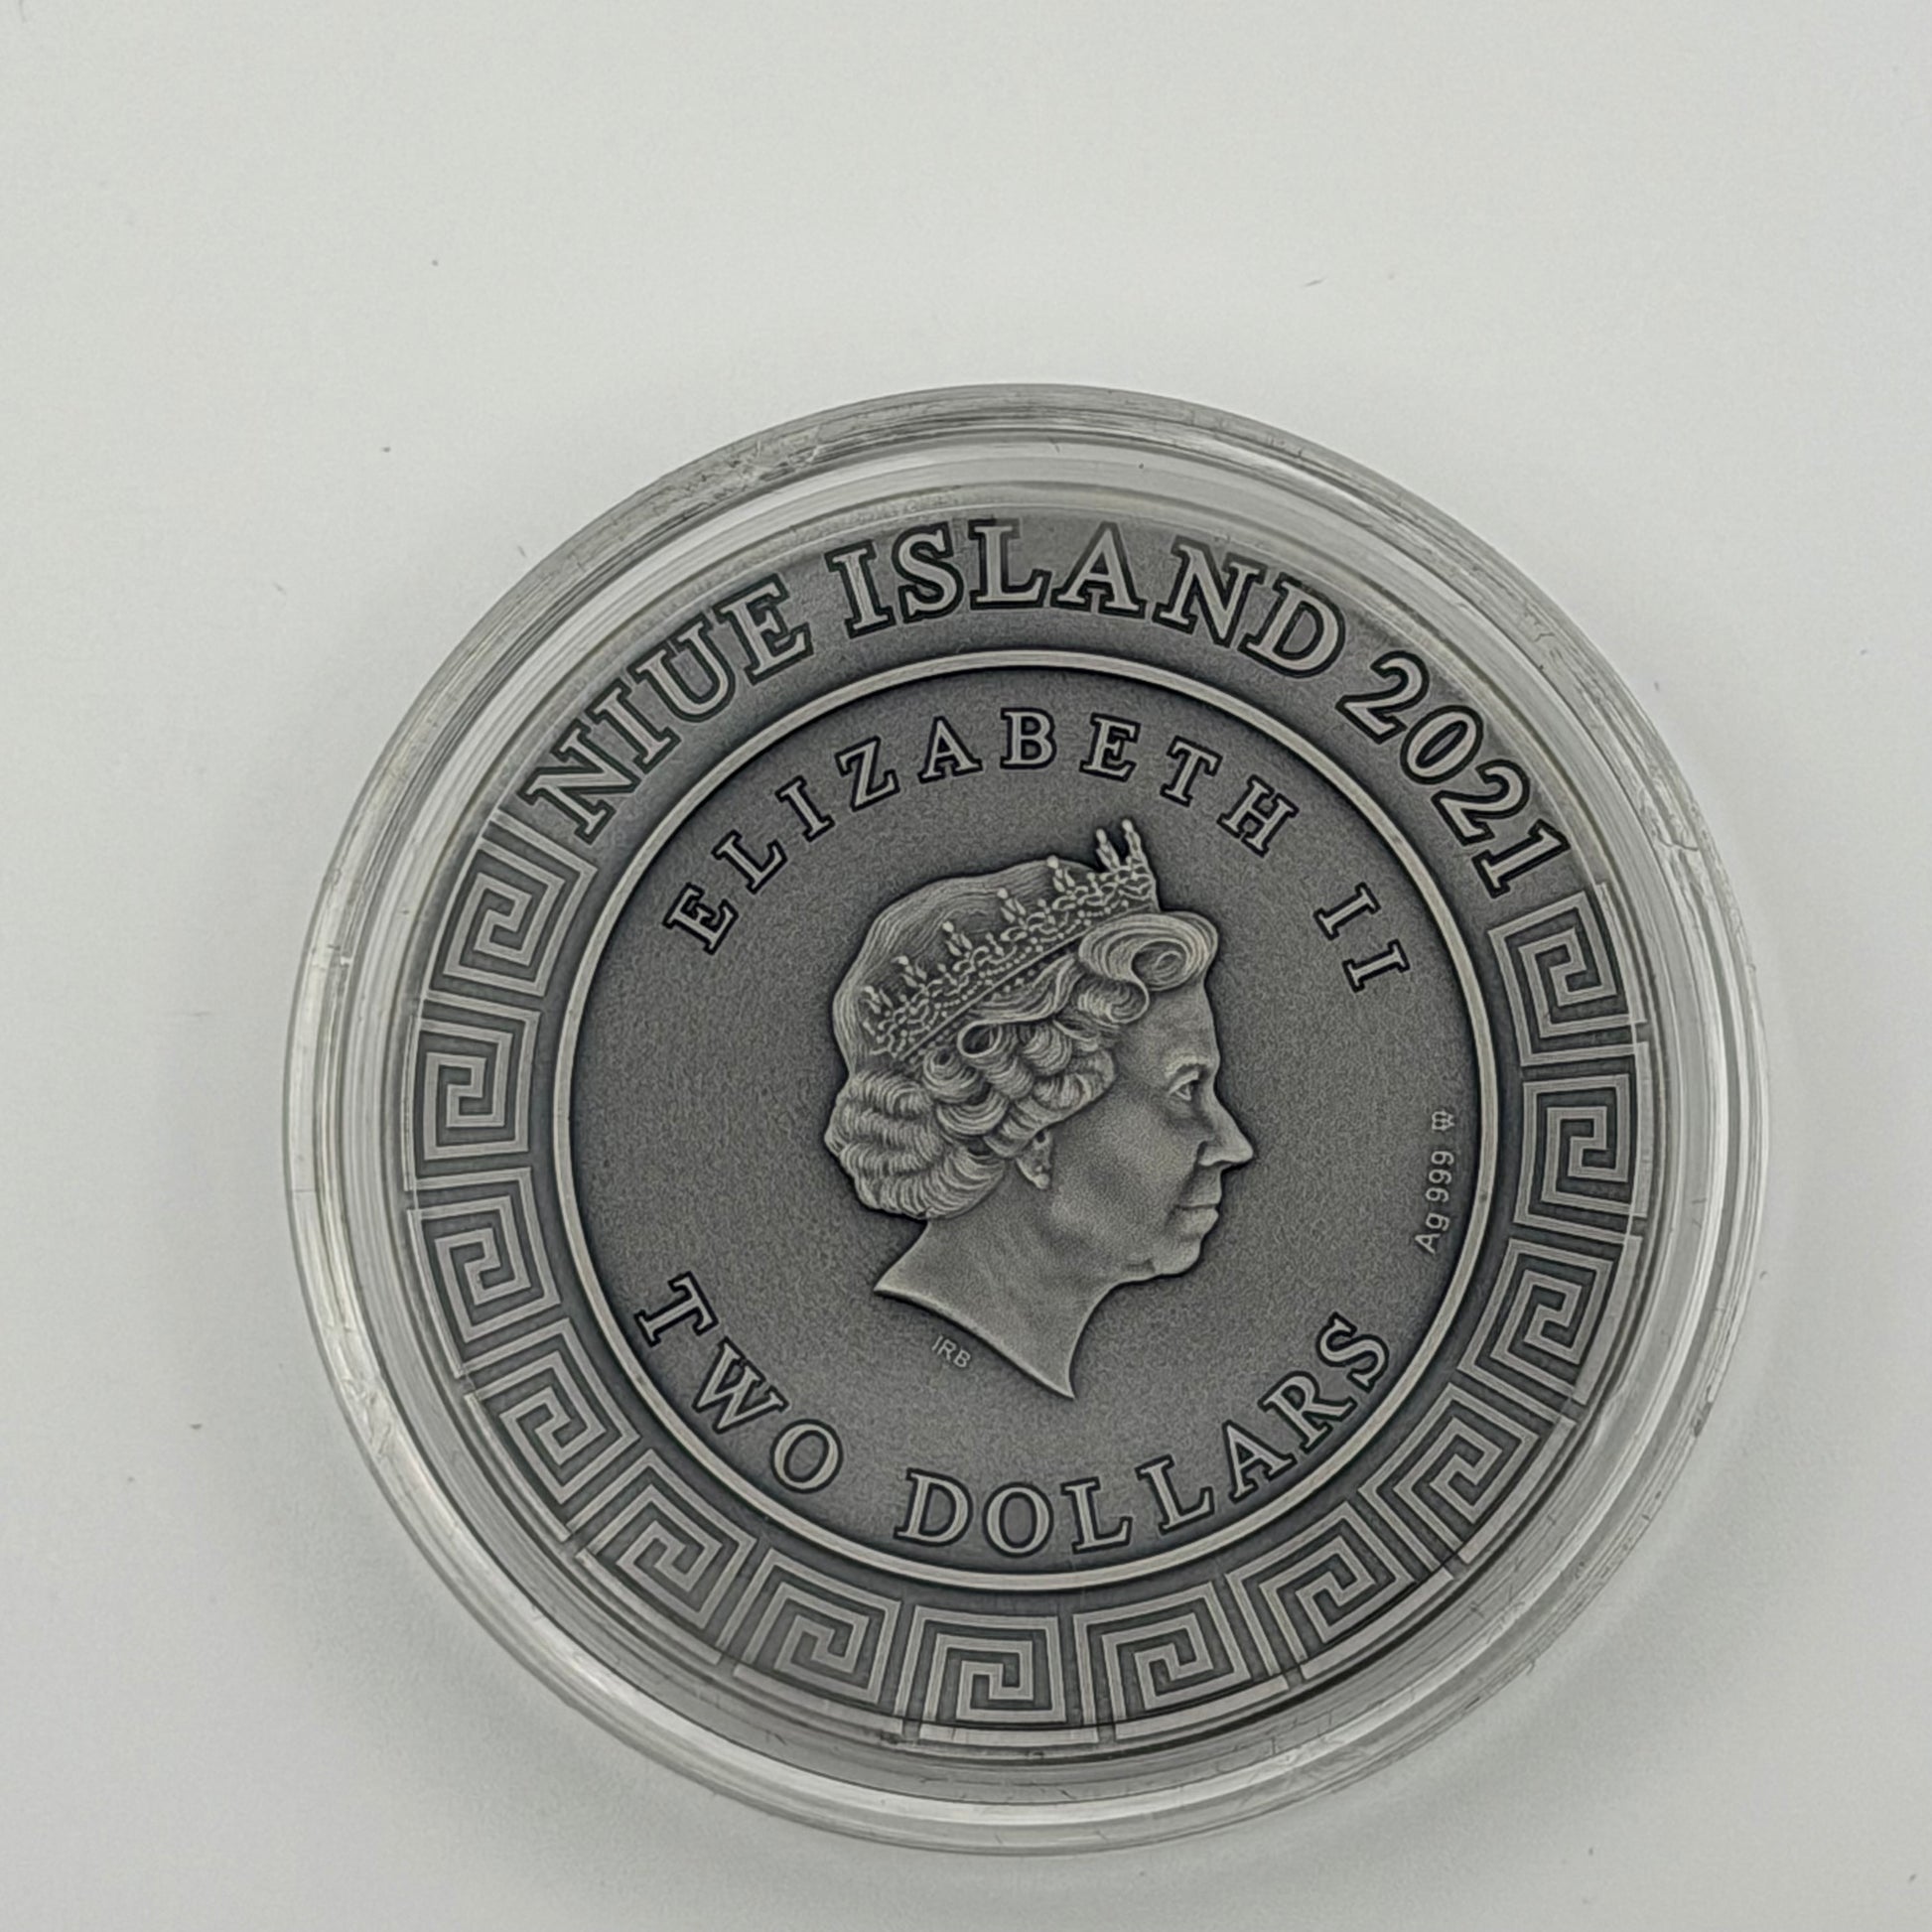 NIUE ISLAND 2021
ELIZABETH II
Ag 999
IRB
TWO DOLLARS